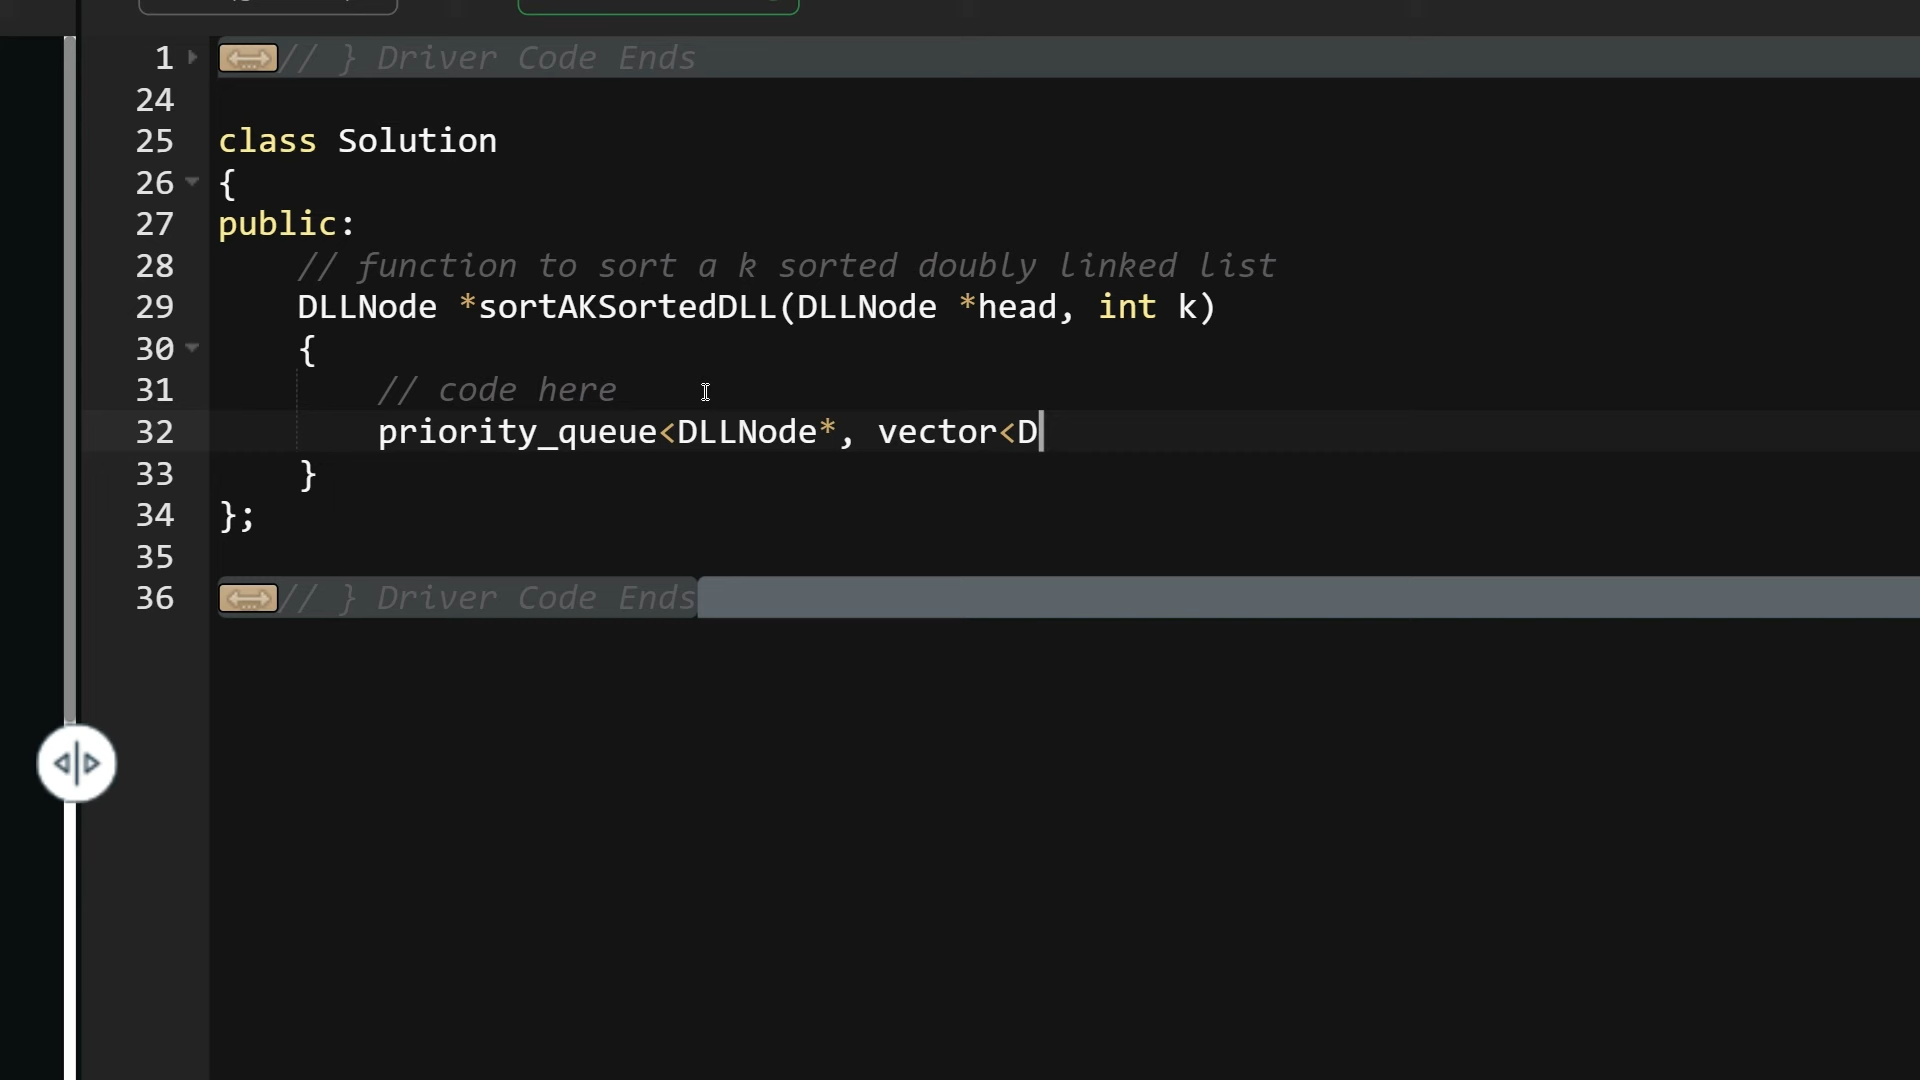 1 // } Driver Code Ends
24
25 class Solution
26 {
27 public:
28 // function to sort a k sorted doubly linked list
29 DLLNode *sortAKSortedDLL(DLLNode *head, int k)
30 {
31 // code here
32 priority_queue<DLLNode*, vector<D
33 }
34 };
35
36 // } Driver Code Ends